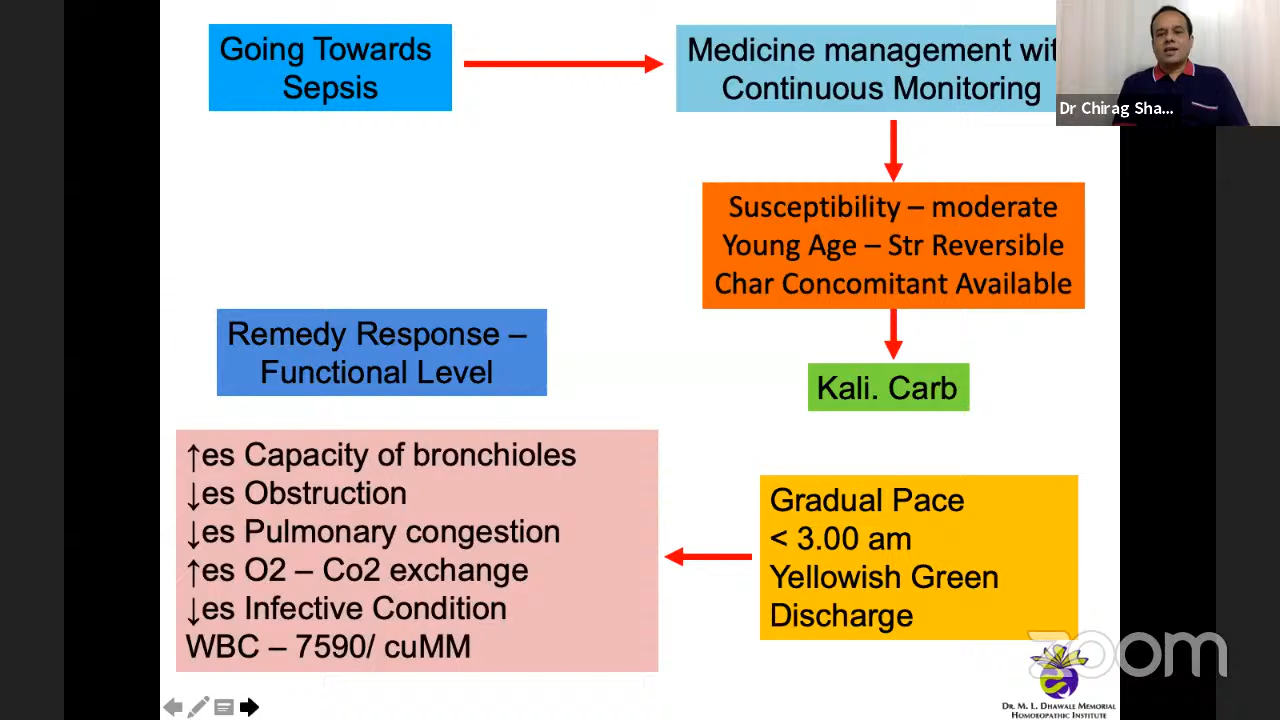 Going Towards
Sepsis
Medicine management wit
Continuous Monitoring
Dr Chirag Sha...
Susceptibility – moderate
Young Age – Str Reversible
Char Concomitant Available
Remedy Response –
Functional Level
Kali. Carb
↑es Capacity of bronchioles
↓es Obstruction
↓es Pulmonary congestion
↑es O2 – Co2 exchange
↓es Infective Condition
WBC – 7590/ cuMM
Gradual Pace
< 3.00 am
Yellowish Green
Discharge
zoom
Dr. M. L. Dhawale Memorial
Homoeopathic Institute